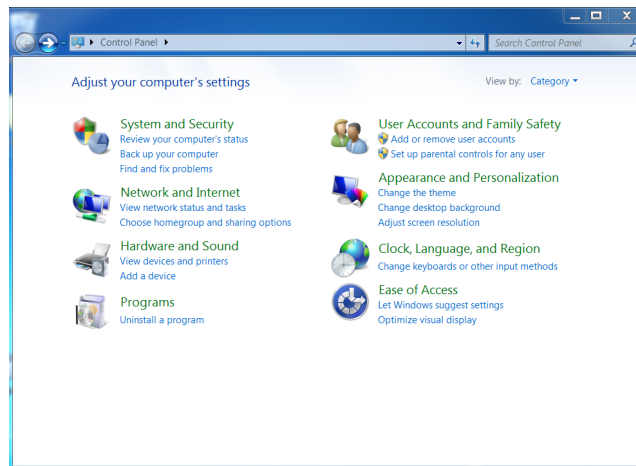 Control Panel
Search Control Panel
Adjust your computer's settings
View by: Category
System and Security
Review your computer's status
Back up your computer
Find and fix problems
Network and Internet
View network status and tasks
Choose homegroup and sharing options
Hardware and Sound
View devices and printers
Add a device
Programs
Uninstall a program
User Accounts and Family Safety
Add or remove user accounts
Set up parental controls for any user
Appearance and Personalization
Change the theme
Change desktop background
Adjust screen resolution
Clock, Language, and Region
Change keyboards or other input methods
Ease of Access
Let Windows suggest settings
Optimize visual display